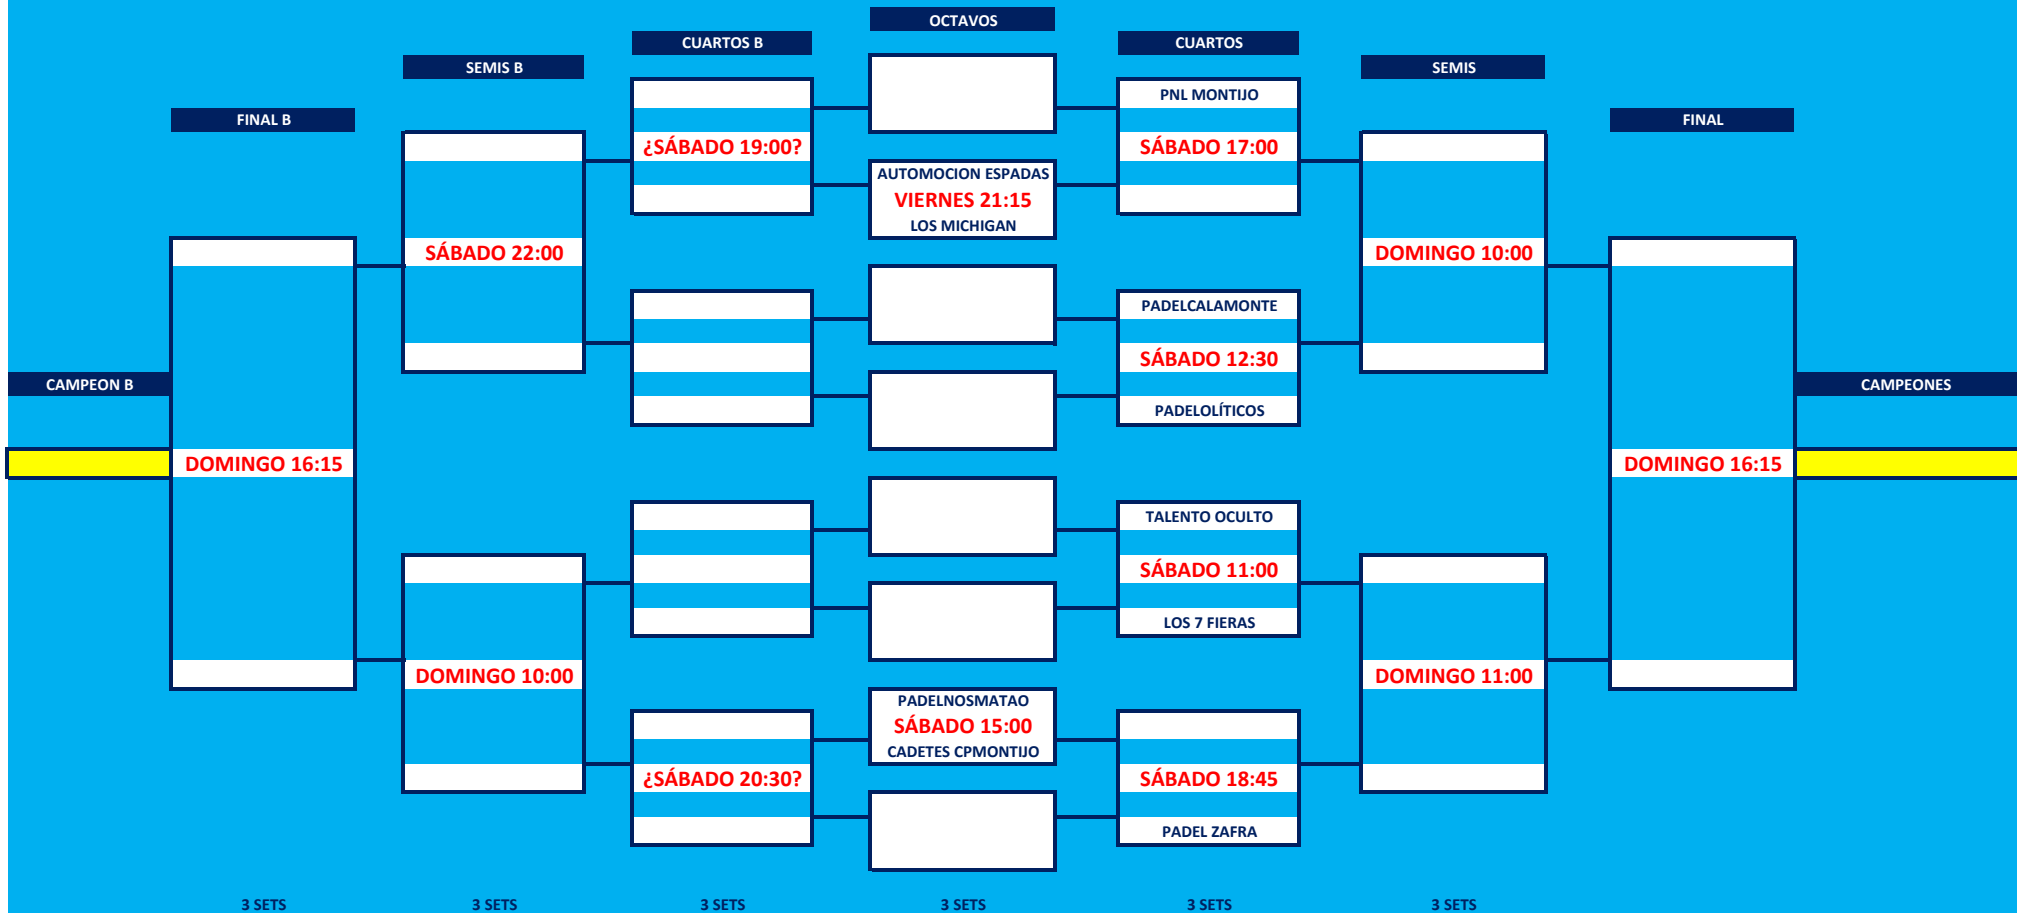 OCTAVOS
CUARTOS B
CUARTOS
SEMIS B
SEMIS
PNL MONTIJO
FINAL B
FINAL
¿SÁBADO 19:00?
SÁBADO 17:00
AUTOMOCION ESPADAS
VIERNES 21:15
LOS MICHIGAN
SÁBADO 22:00
DOMINGO 10:00
PADELCALAMONTE
SÁBADO 12:30
CAMPEON B
CAMPEONES
PADELOLÍTICOS
DOMINGO 16:15
DOMINGO 16:15
TALENTO OCULTO
SÁBADO 11:00
LOS 7 FIERAS
DOMINGO 10:00
DOMINGO 11:00
PADELNOSMATAO
SÁBADO 15:00
CADETES CPMONTIJO
¿SÁBADO 20:30?
SÁBADO 18:45
PADEL ZAFRA
3 SETS
3 SETS
3 SETS
3 SETS
3 SETS
3 SETS